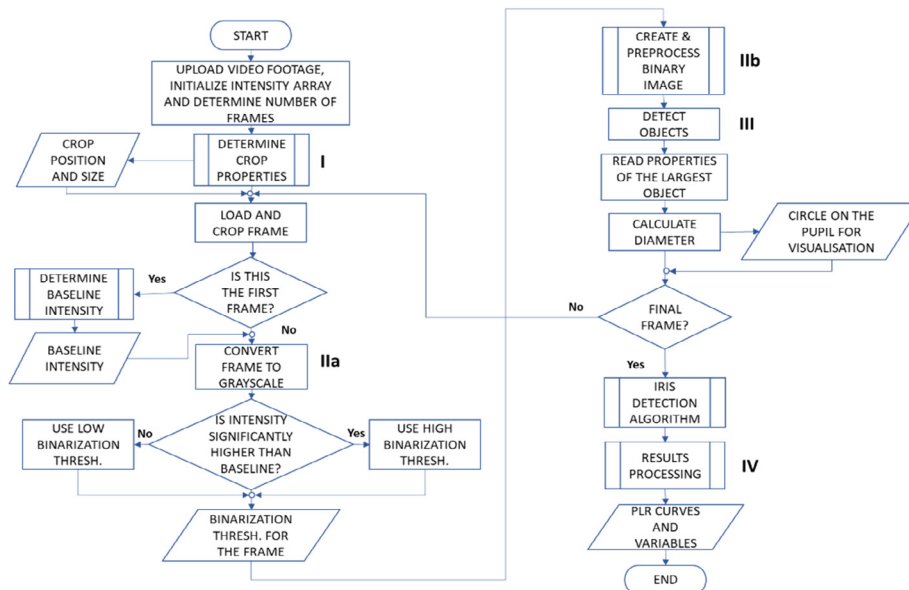 START
UPLOAD VIDEO FOOTAGE,
INITIALIZE INTENSITY ARRAY
AND DETERMINE NUMBER OF
FRAMES
CROP
POSITION
AND SIZE
DETERMINE
CROP
PROPERTIES
I
LOAD AND
CROP FRAME
IS THIS
THE FIRST
FRAME?
Yes
DETERMINE
BASELINE
INTENSITY
No
BASELINE
INTENSITY
CONVERT
FRAME TO
GRAYSCALE
IIa
IS INTENSITY
SIGNIFICANTLY
HIGHER THAN
BASELINE?
No
Yes
USE LOW
BINARIZATION
THRESH.
USE HIGH
BINARIZATION
THRESH.
BINARIZATION
THRESH. FOR
THE FRAME
CREATE &
PREPROCESS
BINARY
IMAGE
IIb
DETECT
OBJECTS
III
READ PROPERTIES
OF THE LARGEST
OBJECT
CALCULATE
DIAMETER
CIRCLE ON THE
PUPIL FOR
VISUALISATION
FINAL
FRAME?
No
Yes
IRIS
DETECTION
ALGORITHM
RESULTS
PROCESSING
IV
PLR CURVES
AND
VARIABLES
END